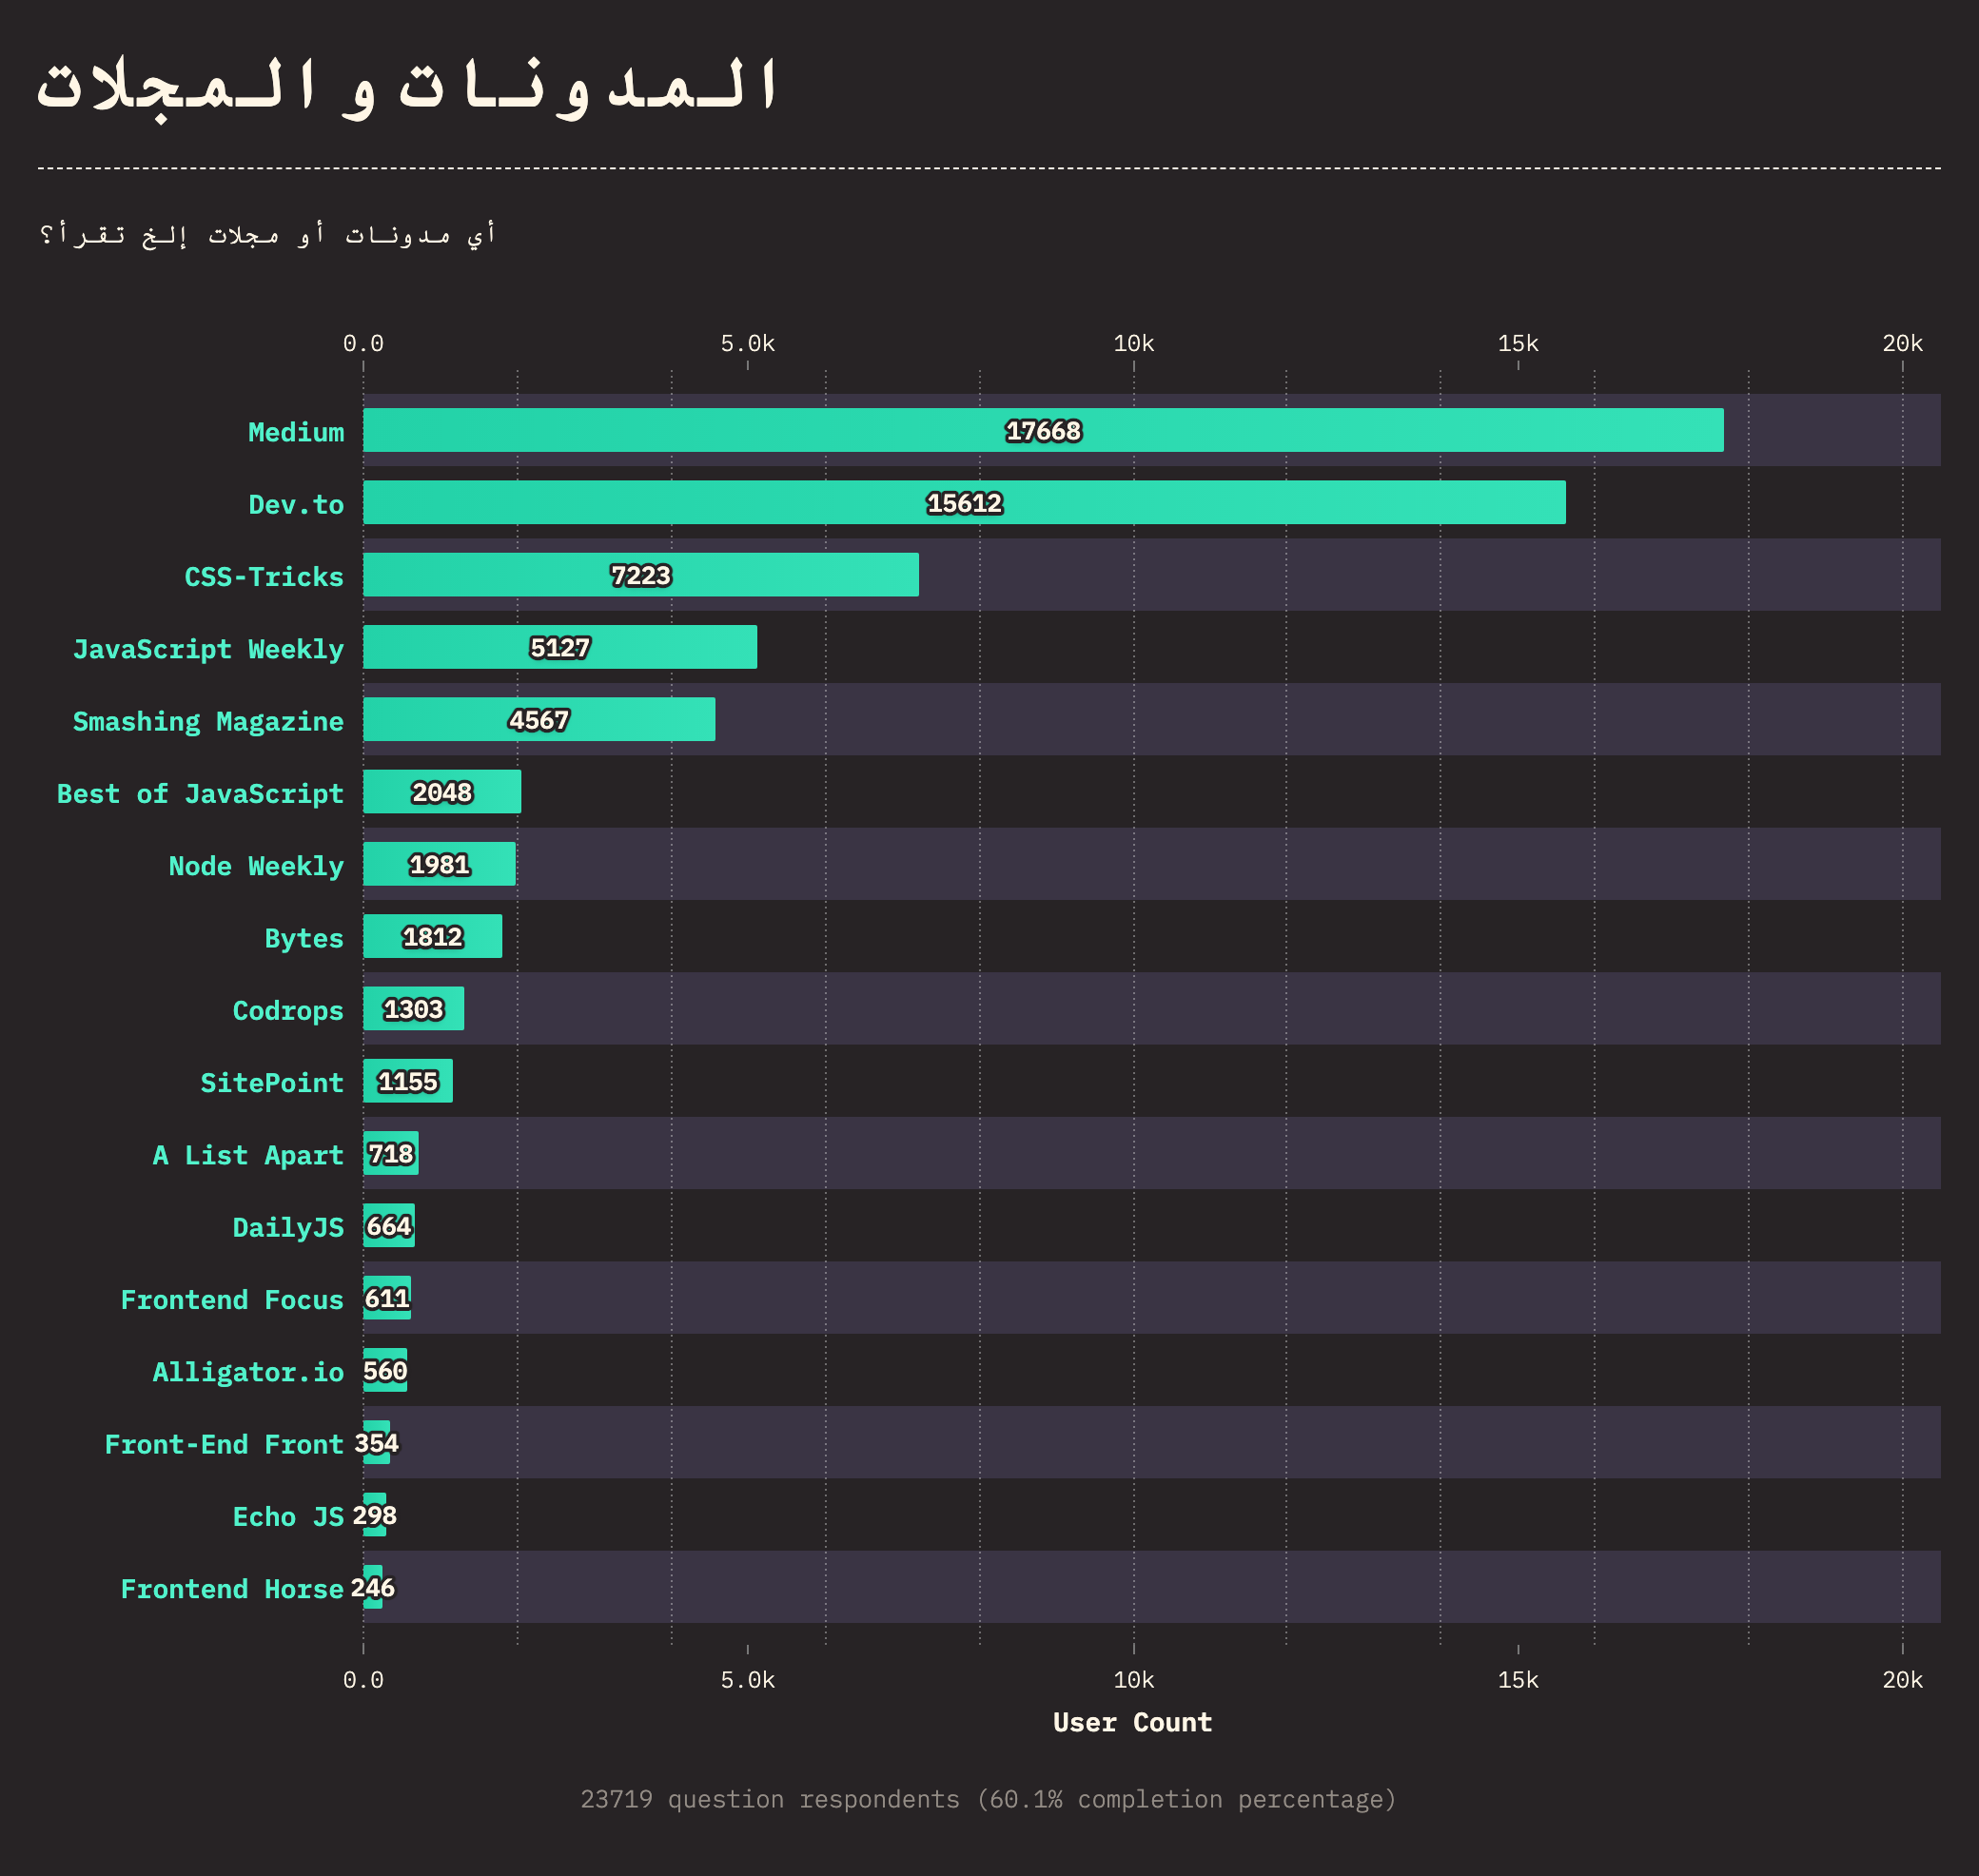 المدونات والمجلات
أي مدونات أو مجلات إلخ تقرأ؟
0.0 5.0k 10k 15k 20k
Medium 17668
Dev.to 15612
CSS-Tricks 7223
JavaScript Weekly 5127
Smashing Magazine 4567
Best of JavaScript 2048
Node Weekly 1981
Bytes 1812
Codrops 1303
SitePoint 1155
A List Apart 718
DailyJS 664
Frontend Focus 611
Alligator.io 560
Front-End Front 354
Echo JS 298
Frontend Horse 246
0.0 5.0k 10k 15k 20k
User Count
23719 question respondents (60.1% completion percentage)